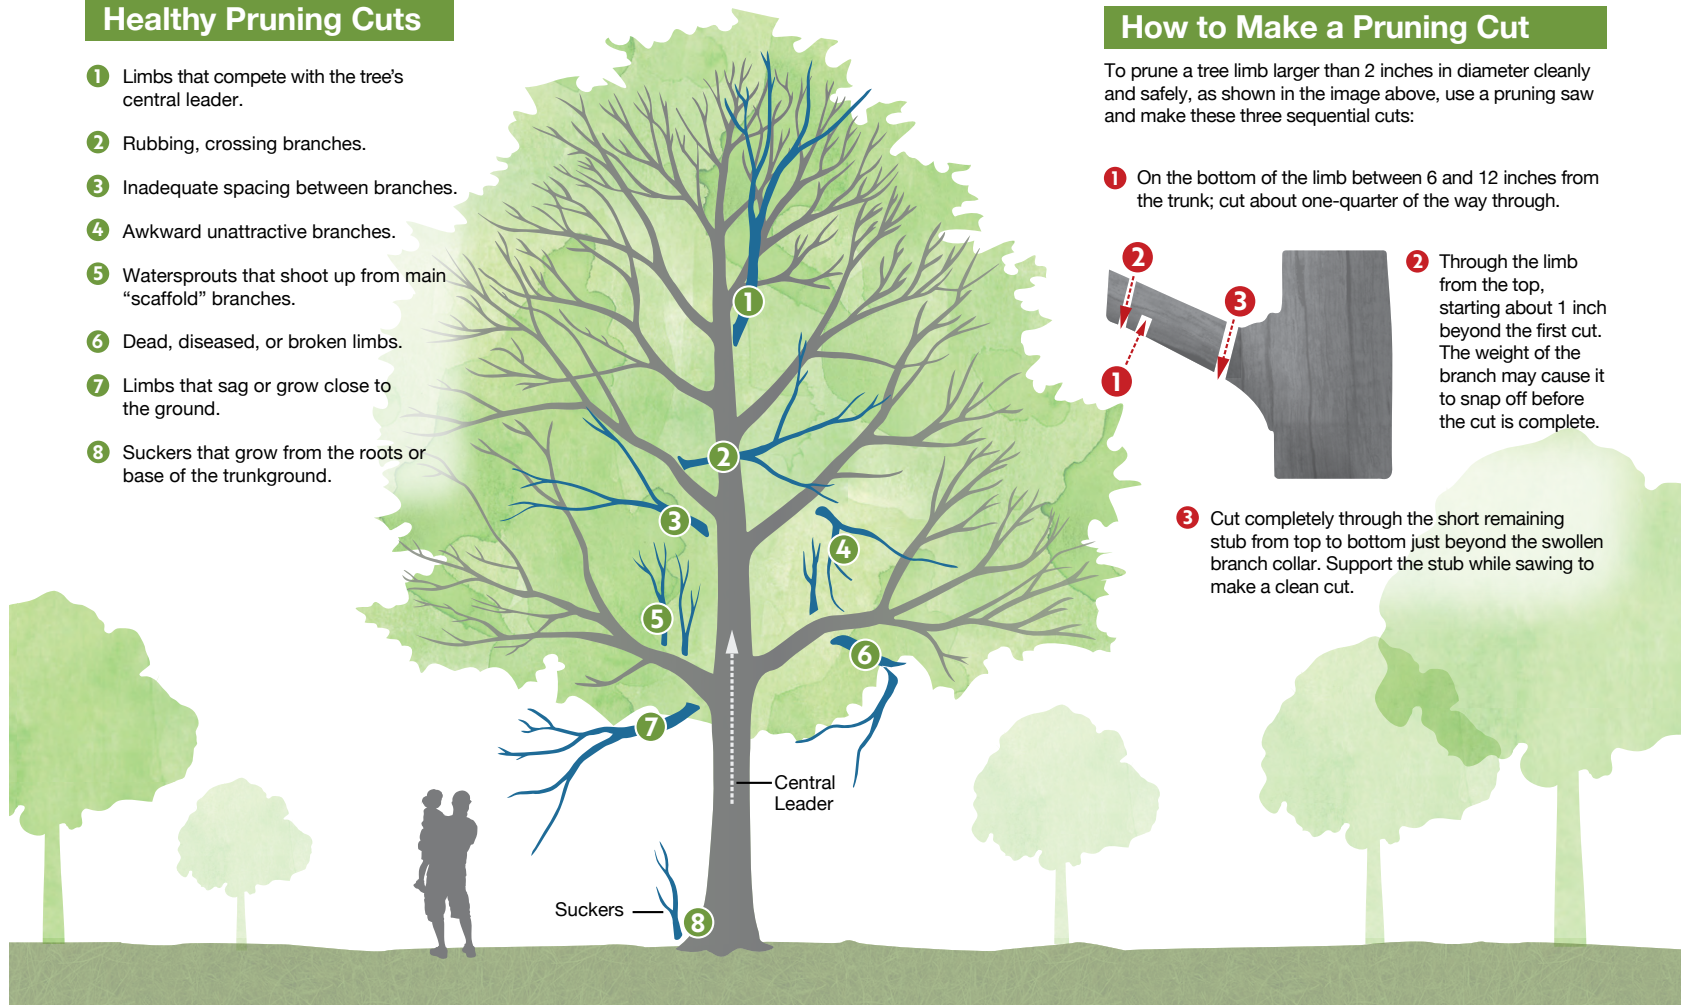 Healthy Pruning Cuts
1 Limbs that compete with the tree's
central leader.
2 Rubbing, crossing branches.
3 Inadequate spacing between branches.
4 Awkward unattractive branches.
5 Watersprouts that shoot up from main
“scaffold” branches.
6 Dead, diseased, or broken limbs.
7 Limbs that sag or grow close to
the ground.
8 Suckers that grow from the roots or
base of the trunkground.
1
2
3
4
5
6
7
8
Central
Leader
Suckers
How to Make a Pruning Cut
To prune a tree limb larger than 2 inches in diameter cleanly
and safely, as shown in the image above, use a pruning saw
and make these three sequential cuts:
1 On the bottom of the limb between 6 and 12 inches from
the trunk; cut about one-quarter of the way through.
2
3
1
2 Through the limb
from the top,
starting about 1 inch
beyond the first cut.
The weight of the
branch may cause it
to snap off before
the cut is complete.
3 Cut completely through the short remaining
stub from top to bottom just beyond the swollen
branch collar. Support the stub while sawing to
make a clean cut.